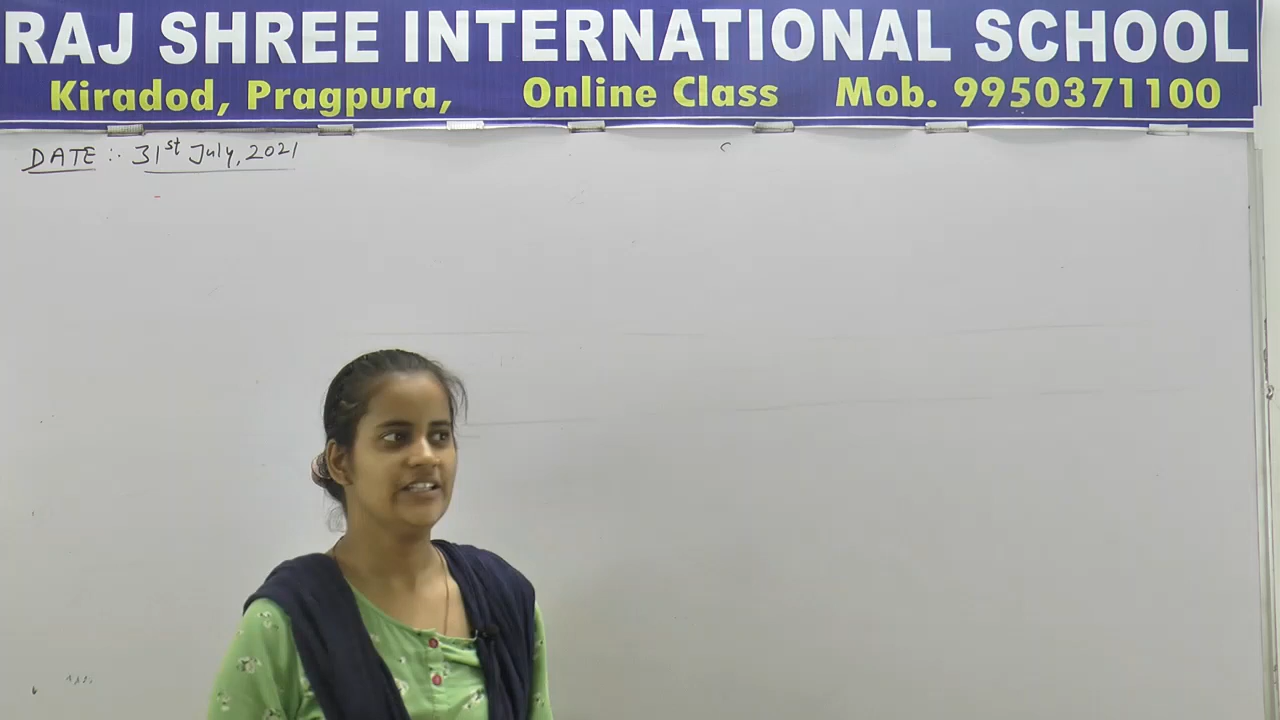 RAJ SHREE INTERNATIONAL SCHOOL
Kiradod, Pragpura, Online Class Mob. 9950371100
DATE :- 31st July, 2021